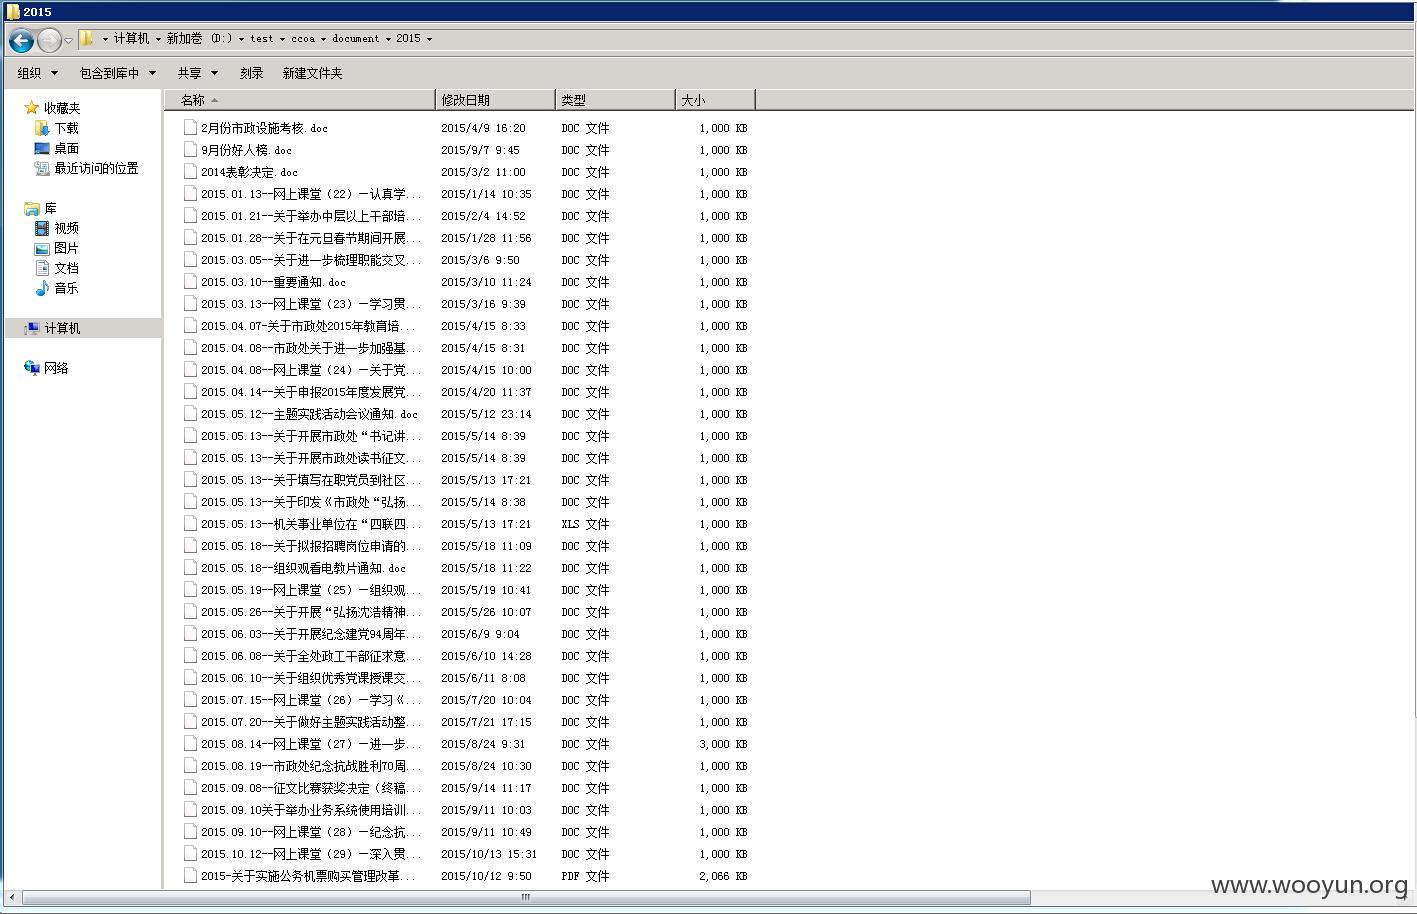 2015
计算机 新加卷 (D:) test ccoa document 2015
组织 包含到库中 共享 刻录 新建文件夹
收藏夹
下载
桌面
最近访问的位置
库
视频
图片
文档
音乐
计算机
网络
名称 修改日期 类型 大小
2月份市政设施考核.doc 2015/4/9 16:20 DOC 文件 1,000 KB
9月份好人榜.doc 2015/9/7 9:45 DOC 文件 1,000 KB
2014表彰决定.doc 2015/3/2 11:00 DOC 文件 1,000 KB
2015.01.13--网上课堂（22）—认真学... 2015/1/14 10:35 DOC 文件 1,000 KB
2015.01.21--关于举办中层以上干部培... 2015/2/4 14:52 DOC 文件 1,000 KB
2015.01.28--关于在元旦春节期间开展... 2015/1/28 11:56 DOC 文件 1,000 KB
2015.03.05--关于进一步梳理职能交叉... 2015/3/6 9:50 DOC 文件 1,000 KB
2015.03.10--重要通知.doc 2015/3/10 11:24 DOC 文件 1,000 KB
2015.03.13--网上课堂（23）—学习贯... 2015/3/16 9:39 DOC 文件 1,000 KB
2015.04.07-关于市政处2015年教育培... 2015/4/15 8:33 DOC 文件 1,000 KB
2015.04.08--市政处关于进一步加强基... 2015/4/15 8:31 DOC 文件 1,000 KB
2015.04.08--网上课堂（24）—关于党... 2015/4/15 10:00 DOC 文件 1,000 KB
2015.04.14--关于申报2015年度发展党... 2015/4/20 11:37 DOC 文件 1,000 KB
2015.05.12--主题实践活动会议通知.doc 2015/5/12 23:14 DOC 文件 1,000 KB
2015.05.13--关于开展市政处“书记讲... 2015/5/14 8:39 DOC 文件 1,000 KB
2015.05.13--关于开展市政处读书征文... 2015/5/14 8:39 DOC 文件 1,000 KB
2015.05.13--关于填写在职党员到社区... 2015/5/13 17:21 DOC 文件 1,000 KB
2015.05.13--关于印发《市政处“弘扬... 2015/5/14 8:38 DOC 文件 1,000 KB
2015.05.13--机关事业单位在“四联四... 2015/5/13 17:21 XLS 文件 1,000 KB
2015.05.18--关于拟报招聘岗位申请的... 2015/5/18 11:09 DOC 文件 1,000 KB
2015.05.18--组织观看电教片通知.doc 2015/5/18 11:22 DOC 文件 1,000 KB
2015.05.19--网上课堂（25）—组织观... 2015/5/19 10:41 DOC 文件 1,000 KB
2015.05.26--关于开展“弘扬沈浩精神... 2015/5/26 10:07 DOC 文件 1,000 KB
2015.06.03--关于开展纪念建党94周年... 2015/6/9 9:04 DOC 文件 1,000 KB
2015.06.08--关于全处政工干部征求意... 2015/6/10 14:28 DOC 文件 1,000 KB
2015.06.10--关于组织优秀党课授课交... 2015/6/11 8:08 DOC 文件 1,000 KB
2015.07.15--网上课堂（26）—学习《... 2015/7/20 10:04 DOC 文件 1,000 KB
2015.07.20--关于做好主题实践活动整... 2015/7/21 17:15 DOC 文件 1,000 KB
2015.08.14--网上课堂（27）—进一步... 2015/8/24 9:31 DOC 文件 3,000 KB
2015.08.19--市政处纪念抗战胜利70周... 2015/8/24 10:30 DOC 文件 1,000 KB
2015.09.08--征文比赛获奖决定（终稿... 2015/9/14 11:17 DOC 文件 1,000 KB
2015.09.10关于举办业务系统使用培训... 2015/9/11 10:03 DOC 文件 1,000 KB
2015.09.10--网上课堂（28）—纪念抗... 2015/9/11 10:49 DOC 文件 1,000 KB
2015.10.12--网上课堂（29）—深入贯... 2015/10/13 15:31 DOC 文件 1,000 KB
2015-关于实施公务机票购买管理改革... 2015/10/12 9:50 PDF 文件 2,066 KB
www.wooyun.org